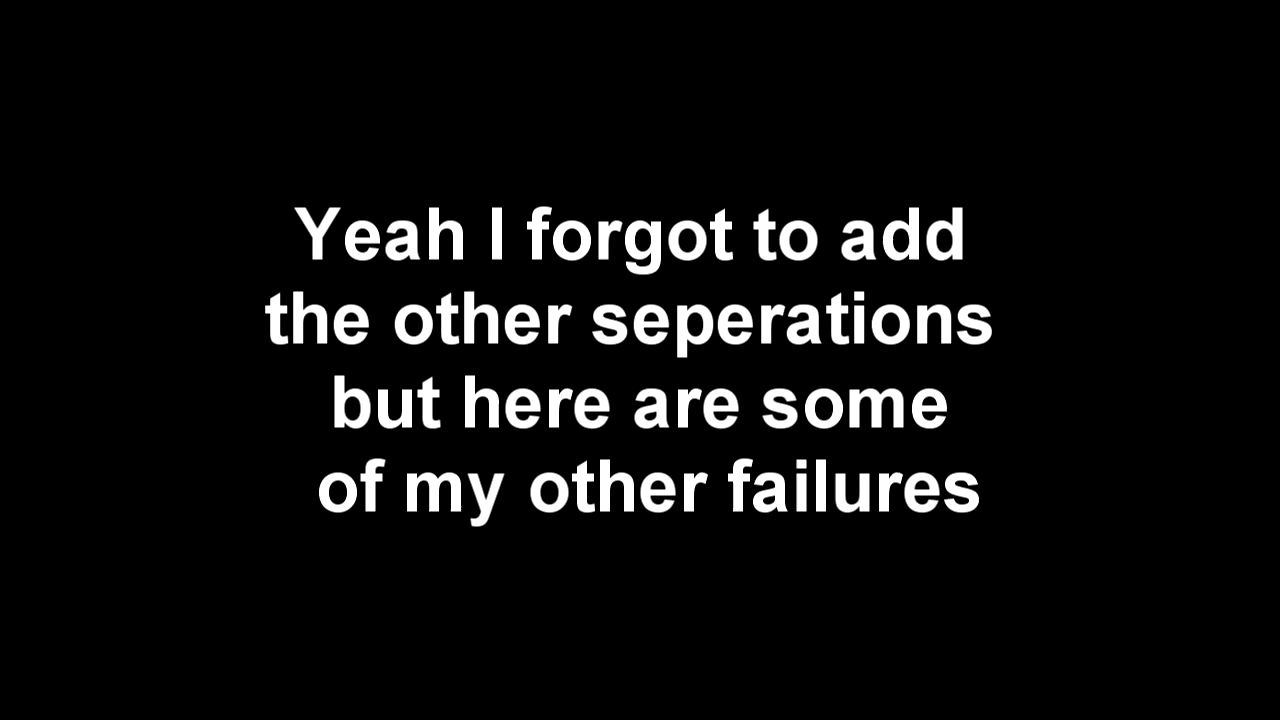 Yeah I forgot to add
the other seperations
but here are some
of my other failures